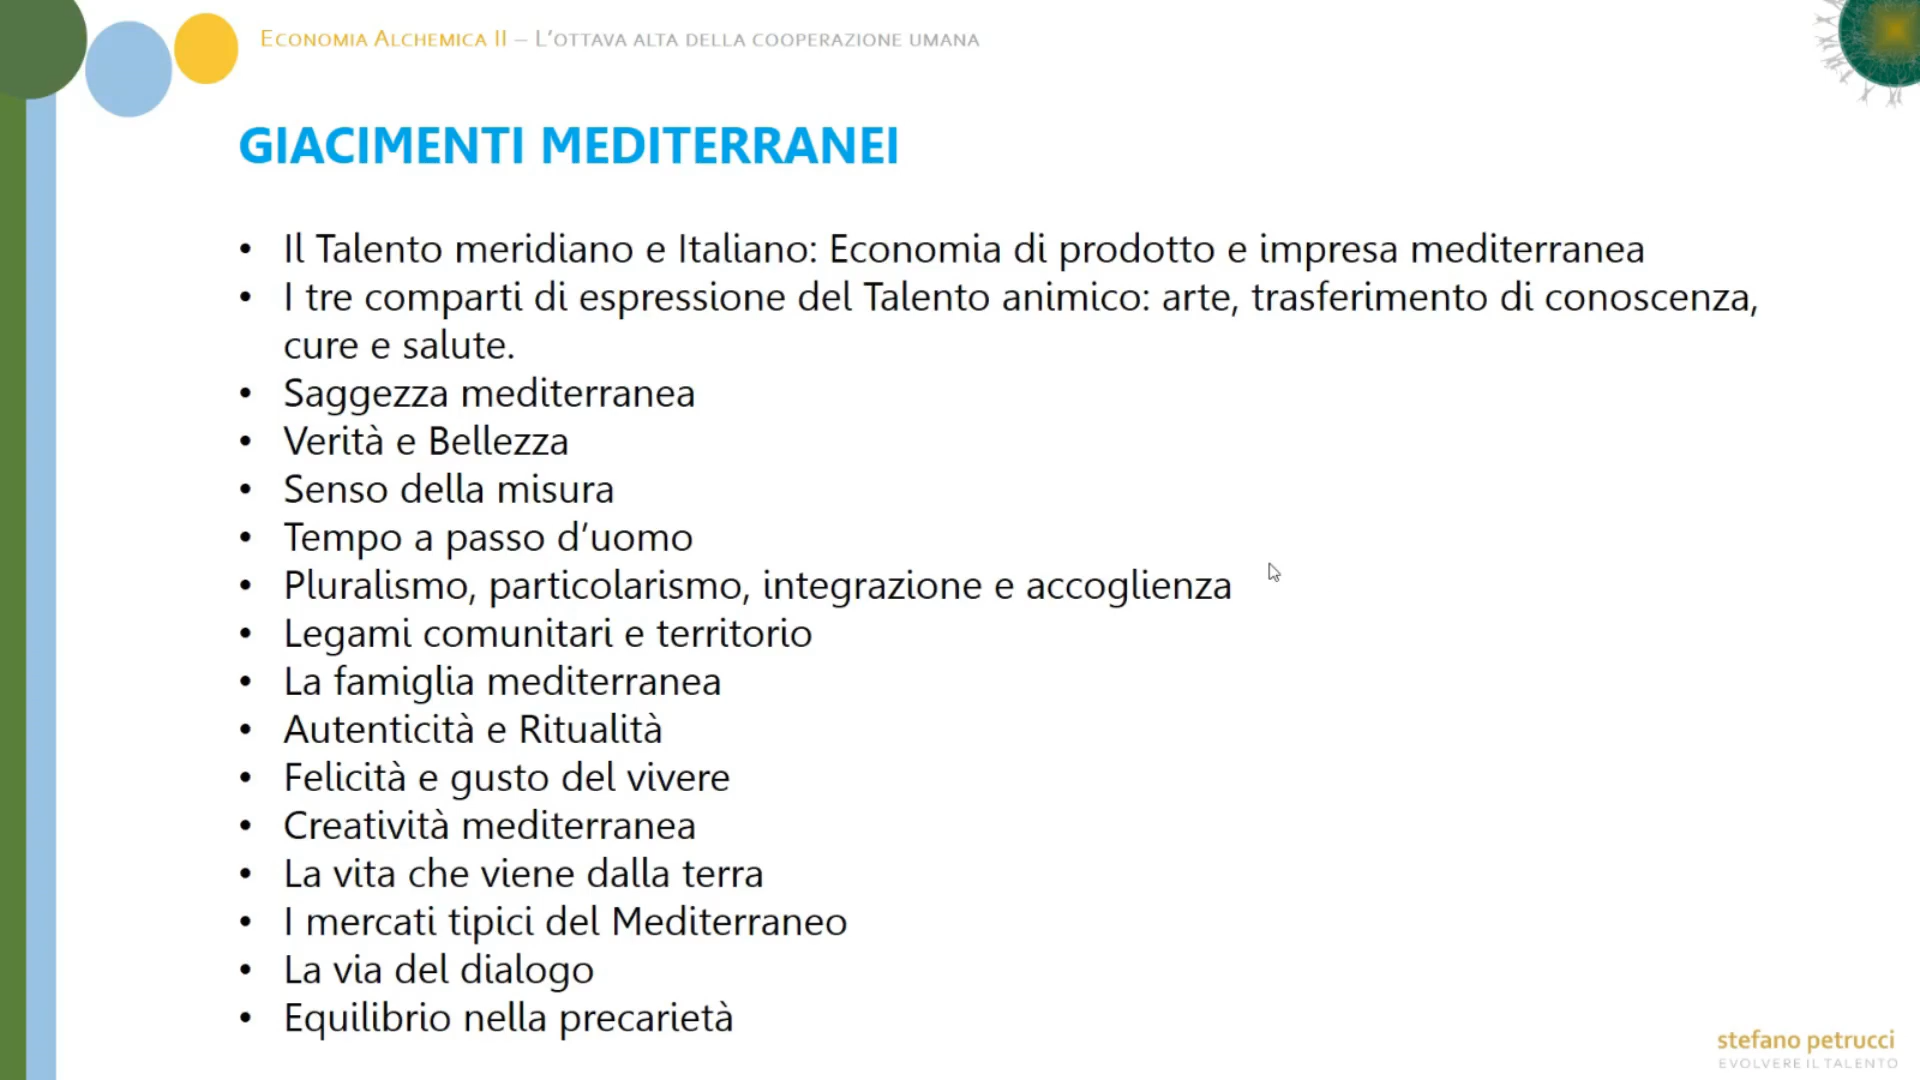 Economia Alchemica II – L'ottava alta della cooperazione umana
GIACIMENTI MEDITERRANEI
• Il Talento meridiano e Italiano: Economia di prodotto e impresa mediterranea
• I tre comparti di espressione del Talento animico: arte, trasferimento di conoscenza,
cure e salute.
• Saggezza mediterranea
• Verità e Bellezza
• Senso della misura
• Tempo a passo d'uomo
• Pluralismo, particolarismo, integrazione e accoglienza
• Legami comunitari e territorio
• La famiglia mediterranea
• Autenticità e Ritualità
• Felicità e gusto del vivere
• Creatività mediterranea
• La vita che viene dalla terra
• I mercati tipici del Mediterraneo
• La via del dialogo
• Equilibrio nella precarietà
stefano petrucci
EVOLVERE IL TALENTO